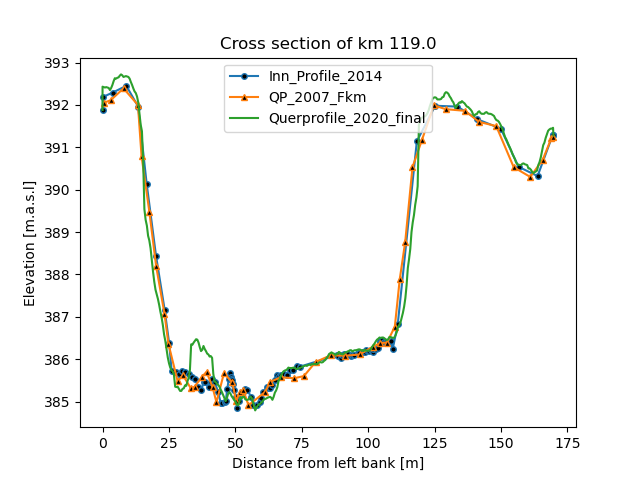 Cross section of km 119.0
Inn_Profile_2014
QP_2007_Fkm
Querprofile_2020_final
Elevation [m.a.s.l]
393
392
391
390
389
388
387
386
385
0 25 50 75 100 125 150 175
Distance from left bank [m]